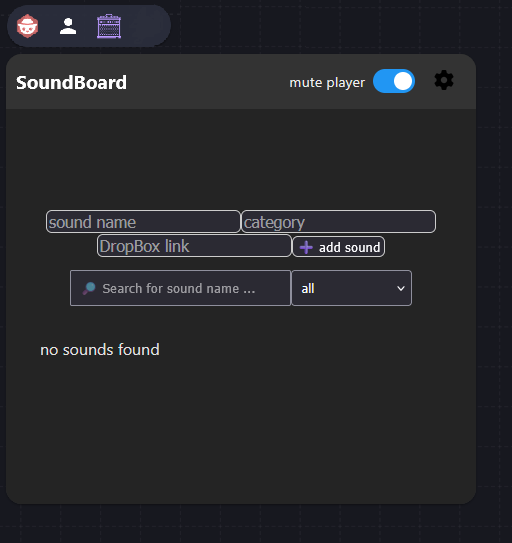 SoundBoard mute player
sound name category
DropBox link add sound
Search for sound name ... all
no sounds found